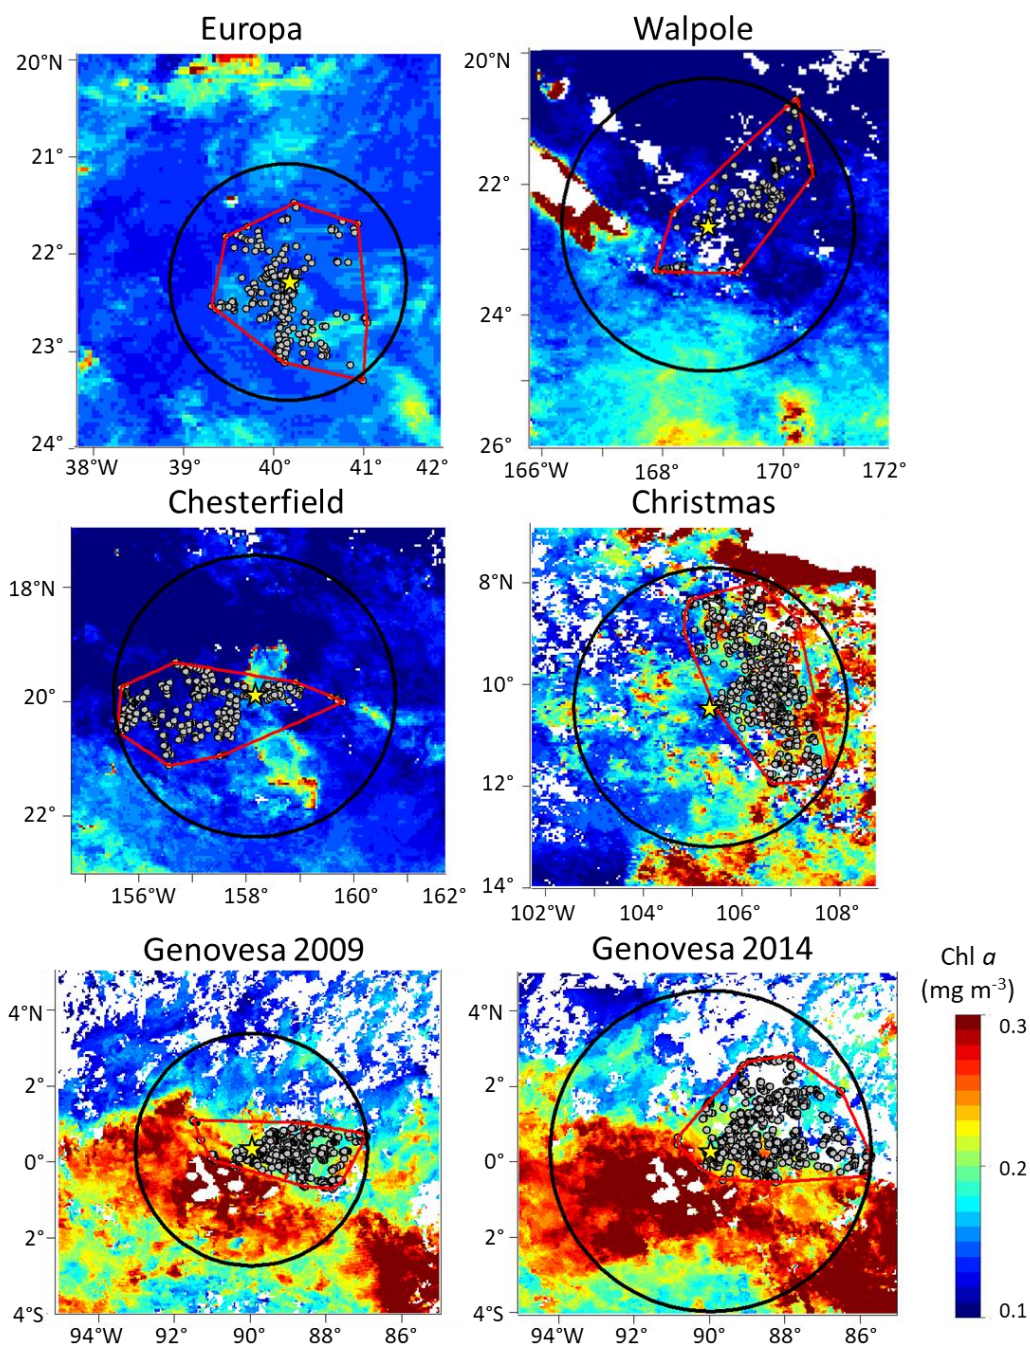 Europa
20°N
21°
22°
23°
24°
38°W 39° 40° 41° 42°
Walpole
20°N
22°
24°
26°
166°W 168° 170° 172°
Chesterfield
18°N
20°
22°
156°W 158° 160° 162°
Christmas
8°N
10°
12°
14°
102°W 104° 106° 108°
Genovesa 2009
4°N
2°
0°
2°
4°S
94°W 92° 90° 88° 86°
Genovesa 2014
4°N
2°
0°
2°
4°S
94°W 92° 90° 88° 86°
Chl a
(mg m-3)
0.3
0.2
0.1